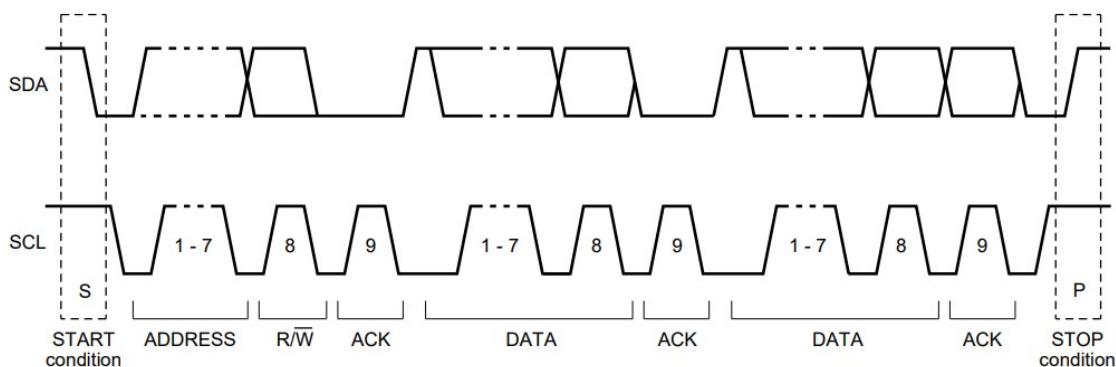 SDA
SCL
1 - 7 8 9 1 - 7 8 9 1 - 7 8 9
S P
START condition ADDRESS R/W̅ ACK DATA ACK DATA ACK STOP condition